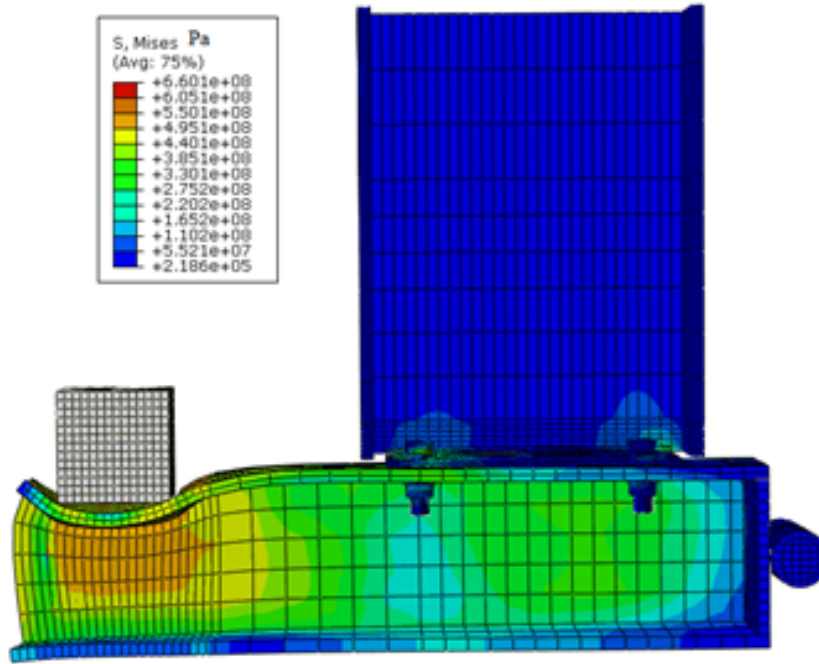 S, Mises Pa
(Avg: 75%)
+6.601e+08
+6.051e+08
+5.501e+08
+4.951e+08
+4.401e+08
+3.851e+08
+3.301e+08
+2.752e+08
+2.202e+08
+1.652e+08
+1.102e+08
+5.521e+07
+2.186e+05